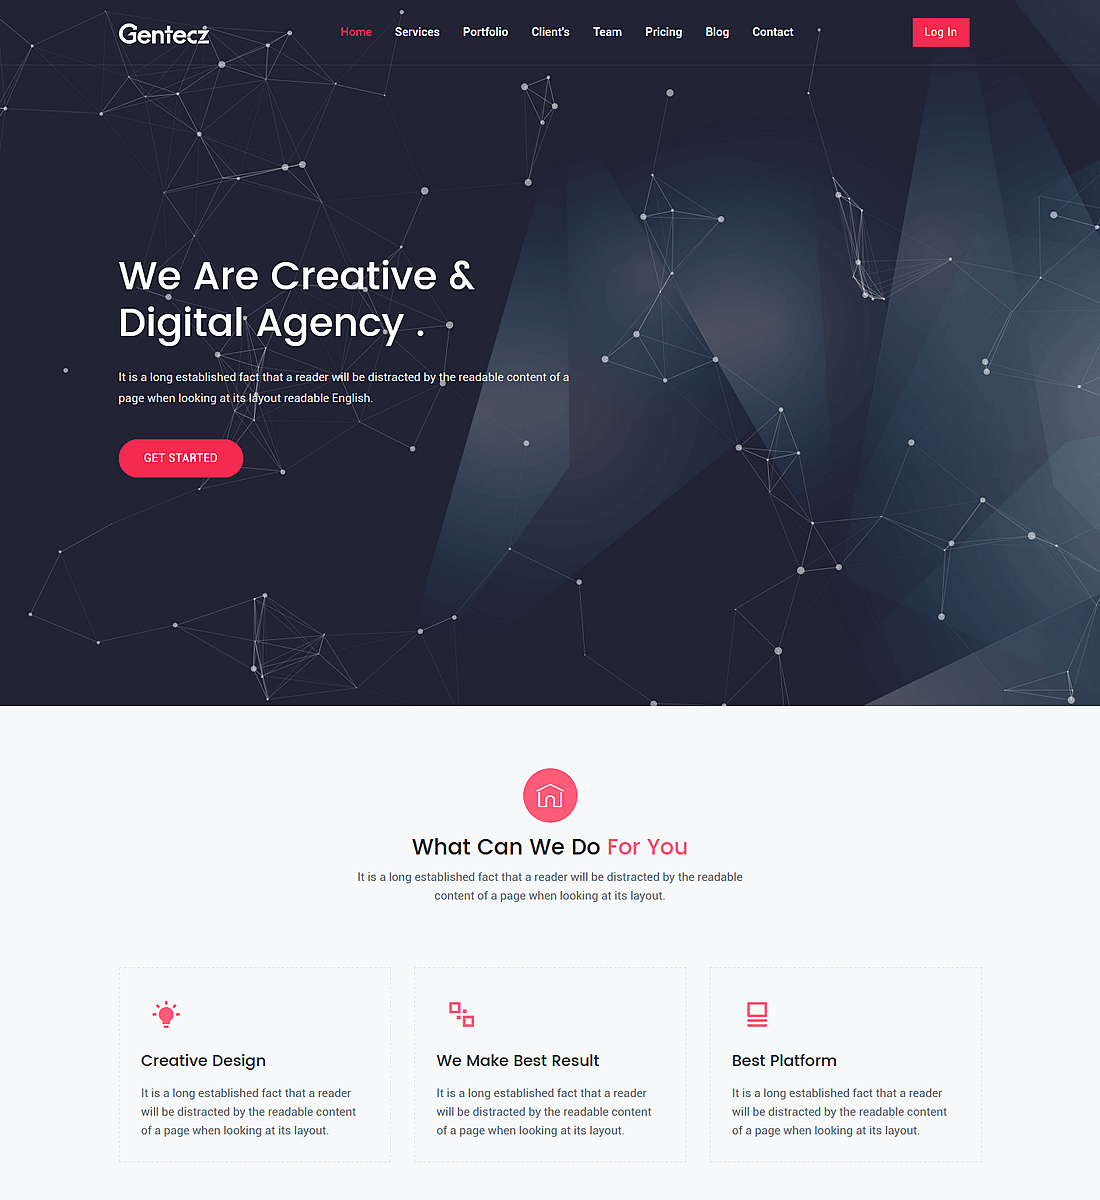 Gentecz
Home Services Portfolio Client's Team Pricing Blog Contact
Log In
We Are Creative &
Digital Agency .
It is a long established fact that a reader will be distracted by the readable content of a
page when looking at its layout readable English.
GET STARTED
What Can We Do For You
It is a long established fact that a reader will be distracted by the readable
content of a page when looking at its layout.
Creative Design
It is a long established fact that a reader
will be distracted by the readable content
of a page when looking at its layout.
We Make Best Result
It is a long established fact that a reader
will be distracted by the readable content
of a page when looking at its layout.
Best Platform
It is a long established fact that a reader
will be distracted by the readable content
of a page when looking at its layout.